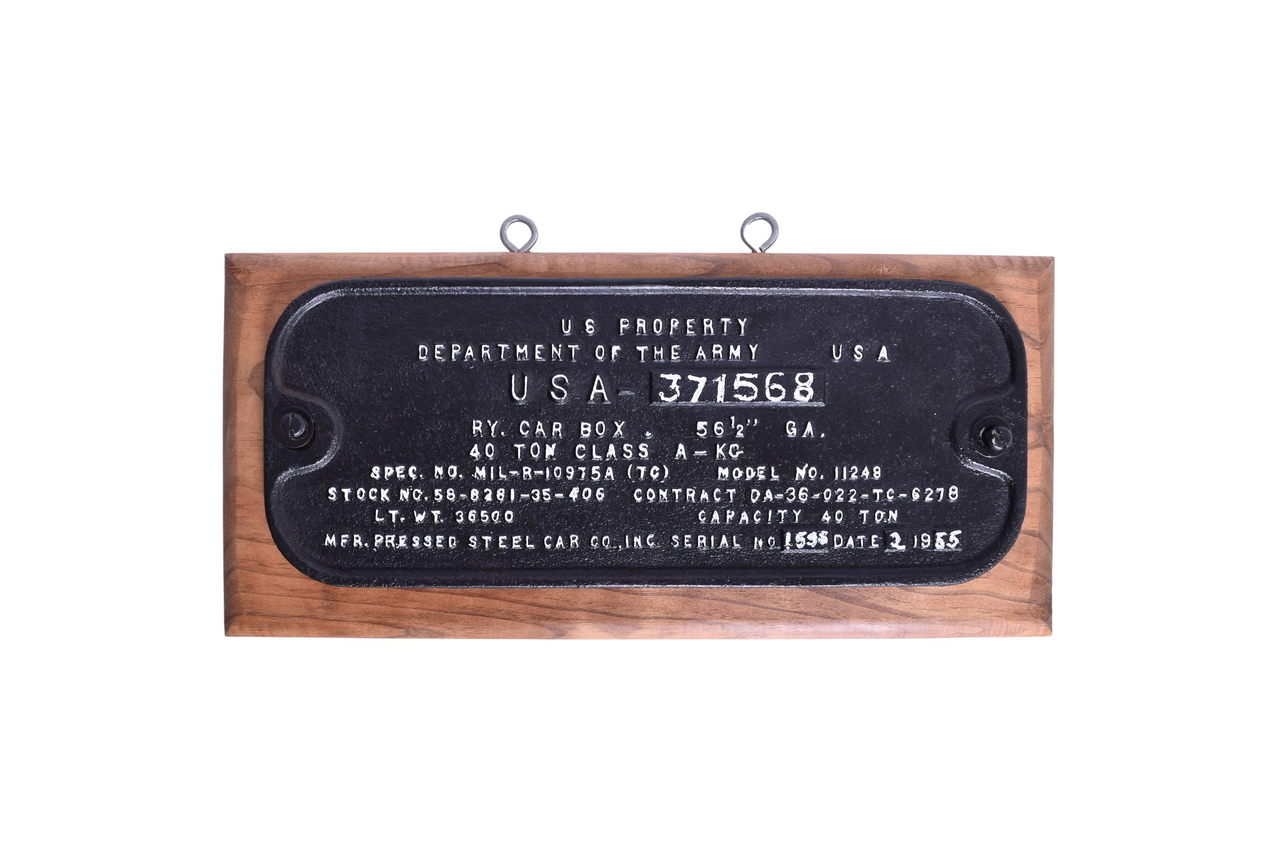 US PROPERTY
DEPARTMENT OF THE ARMY USA
USA-371568
RY. CAR BOX . 56½" GA.
40 TON CLASS A-KG
SPEC. NO. MIL-R-10975A (TC) MODEL NO. 11248
STOCK NO. 58-8281-35-406 CONTRACT DA-36-022-TC-6278
LT. WT. 36500 CAPACITY 40 TON
MFR. PRESSED STEEL CAR CO., INC. SERIAL NO DATE 2 1955